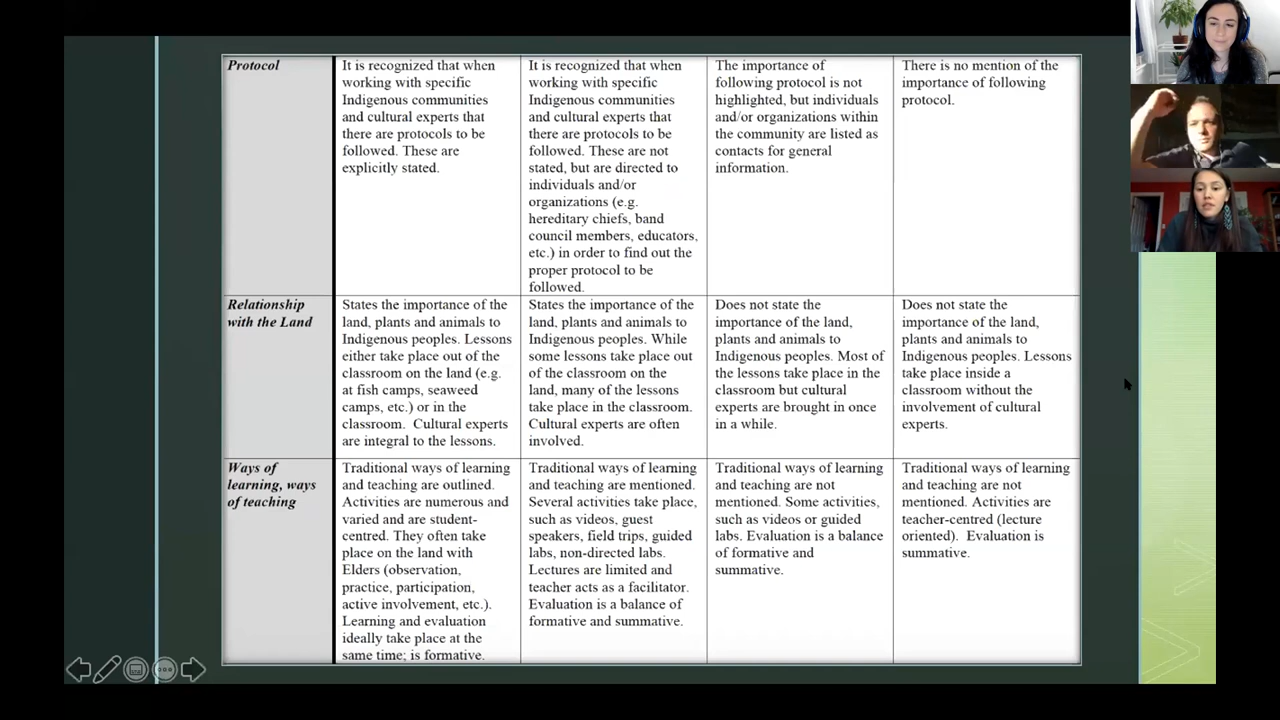 Protocol
It is recognized that when
working with specific
Indigenous communities
and cultural experts that
there are protocols to be
followed. These are
explicitly stated.
It is recognized that when
working with specific
Indigenous communities
and cultural experts that
there are protocols to be
followed. These are not
stated, but are directed to
individuals and/or
organizations (e.g.
hereditary chiefs, band
council members, educators,
etc.) in order to find out the
proper protocol to be
followed.
The importance of
following protocol is not
highlighted, but individuals
and/or organizations within
the community are listed as
contacts for general
information.
There is no mention of the
importance of following
protocol.
Relationship
with the Land
States the importance of the
land, plants and animals to
Indigenous peoples. Lessons
either take place out of the
classroom on the land (e.g.
at fish camps, seaweed
camps, etc.) or in the
classroom. Cultural experts
are integral to the lessons.
States the importance of the
land, plants and animals to
Indigenous peoples. While
some lessons take place out
of the classroom on the
land, many of the lessons
take place in the classroom.
Cultural experts are often
involved.
Does not state the
importance of the land,
plants and animals to
Indigenous peoples. Most of
the lessons take place in the
classroom but cultural
experts are brought in once
in a while.
Does not state the
importance of the land,
plants and animals to
Indigenous peoples. Lessons
take place inside a
classroom without the
involvement of cultural
experts.
Ways of
learning, ways
of teaching
Traditional ways of learning
and teaching are outlined.
Activities are numerous and
varied and are student-
centred. They often take
place on the land with
Elders (observation,
practice, participation,
active involvement, etc.).
Learning and evaluation
ideally take place at the
same time; is formative.
Traditional ways of learning
and teaching are mentioned.
Several activities take place,
such as videos, guest
speakers, field trips, guided
labs, non-directed labs.
Lectures are limited and
teacher acts as a facilitator.
Evaluation is a balance of
formative and summative.
Traditional ways of learning
and teaching are not
mentioned. Some activities,
such as videos or guided
labs. Evaluation is a balance
of formative and
summative.
Traditional ways of learning
and teaching are not
mentioned. Activities are
teacher-centred (lecture
oriented). Evaluation is
summative.